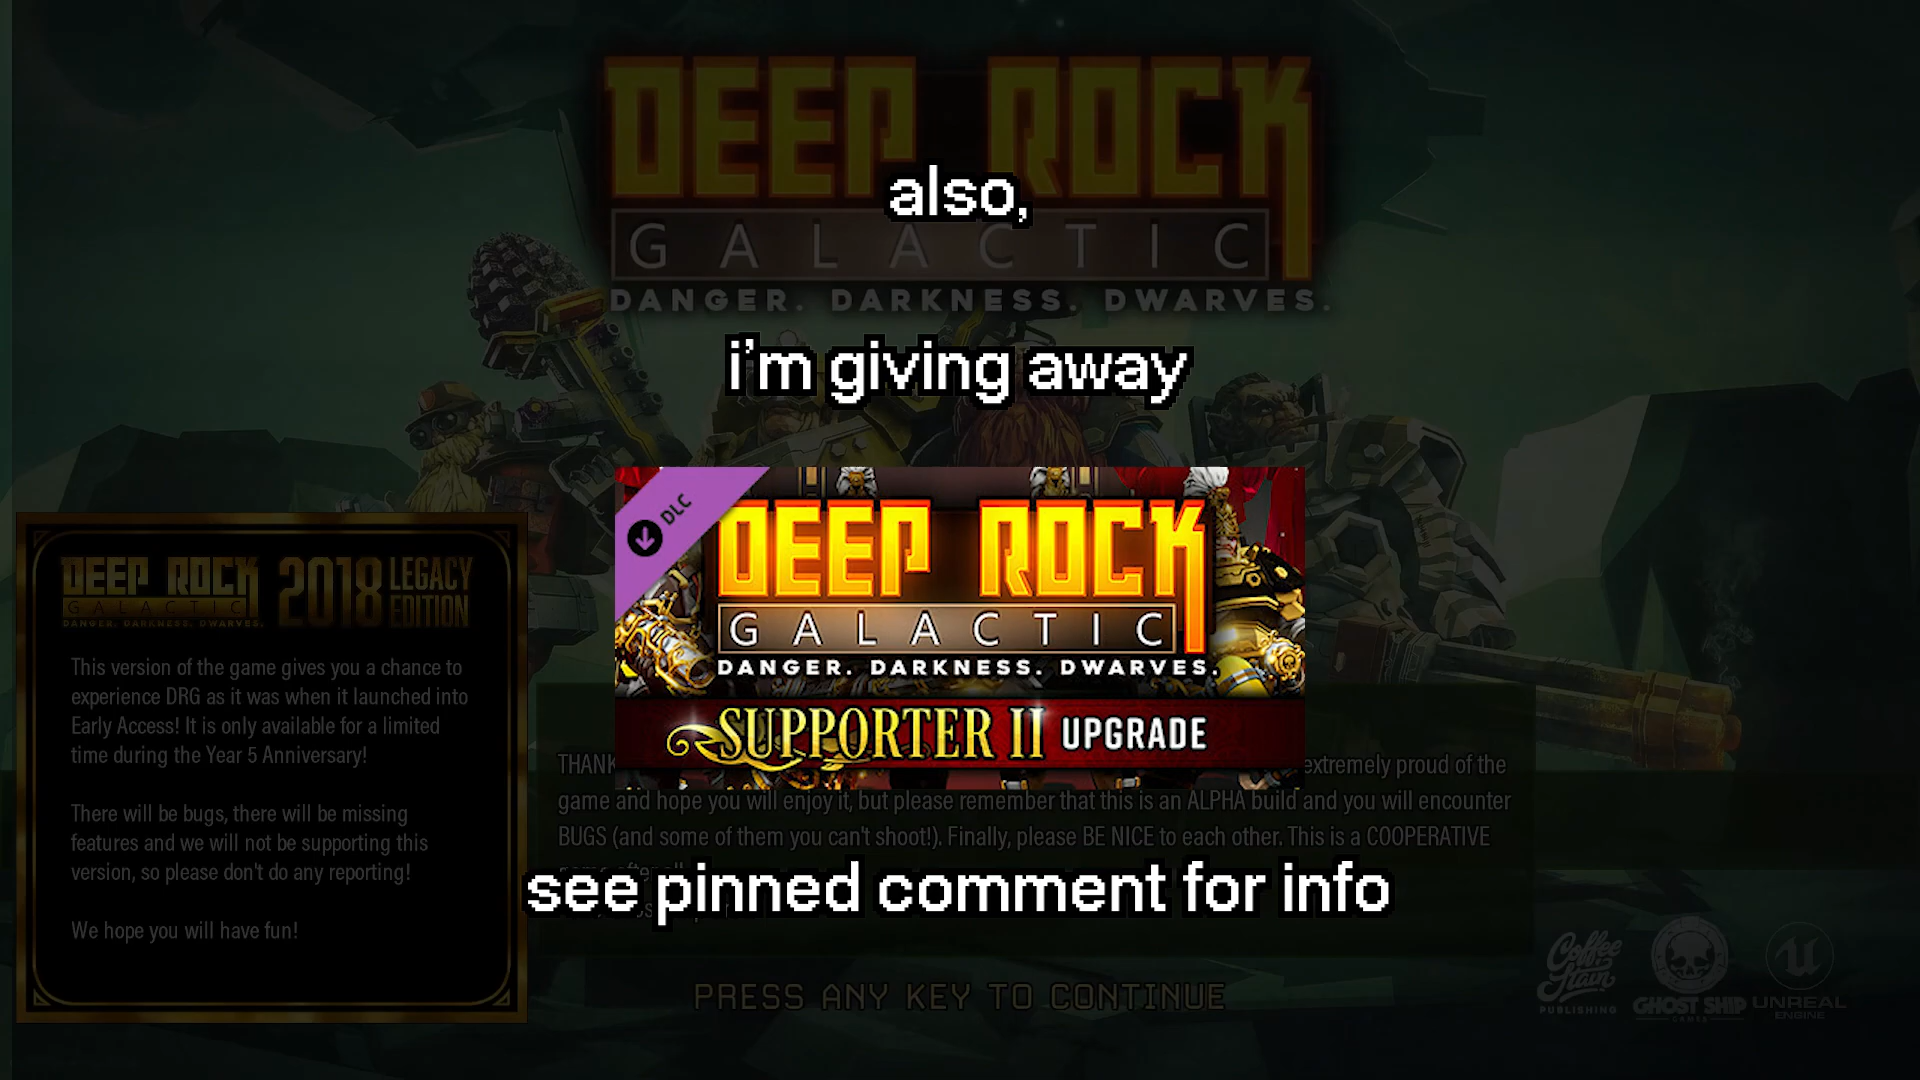 DEEP ROCK
GALACTIC
DANGER. DARKNESS. DWARVES.
also,
i'm giving away
DLC
DEEP ROCK
GALACTIC
DANGER. DARKNESS. DWARVES.
SUPPORTER II UPGRADE
see pinned comment for info
DEEP ROCK
GALACTIC
DANGER. DARKNESS. DWARVES.
2018 LEGACY
EDITION
This version of the game gives you a chance to
experience DRG as it was when it launched into
Early Access! It is only available for a limited
time during the Year 5 Anniversary!
There will be bugs, there will be missing
features and we will not be supporting this
version, so please don't do any reporting!
We hope you will have fun!
THANK extremely proud of the
game and hope you will enjoy it, but please remember that this is an ALPHA build and you will encounter
BUGS (and some of them you can't shoot!). Finally, please BE NICE to each other. This is a COOPERATIVE
PRESS ANY KEY TO CONTINUE
Coffee
Stain
PUBLISHING
GHOST SHIP
GAMES
UNREAL
ENGINE